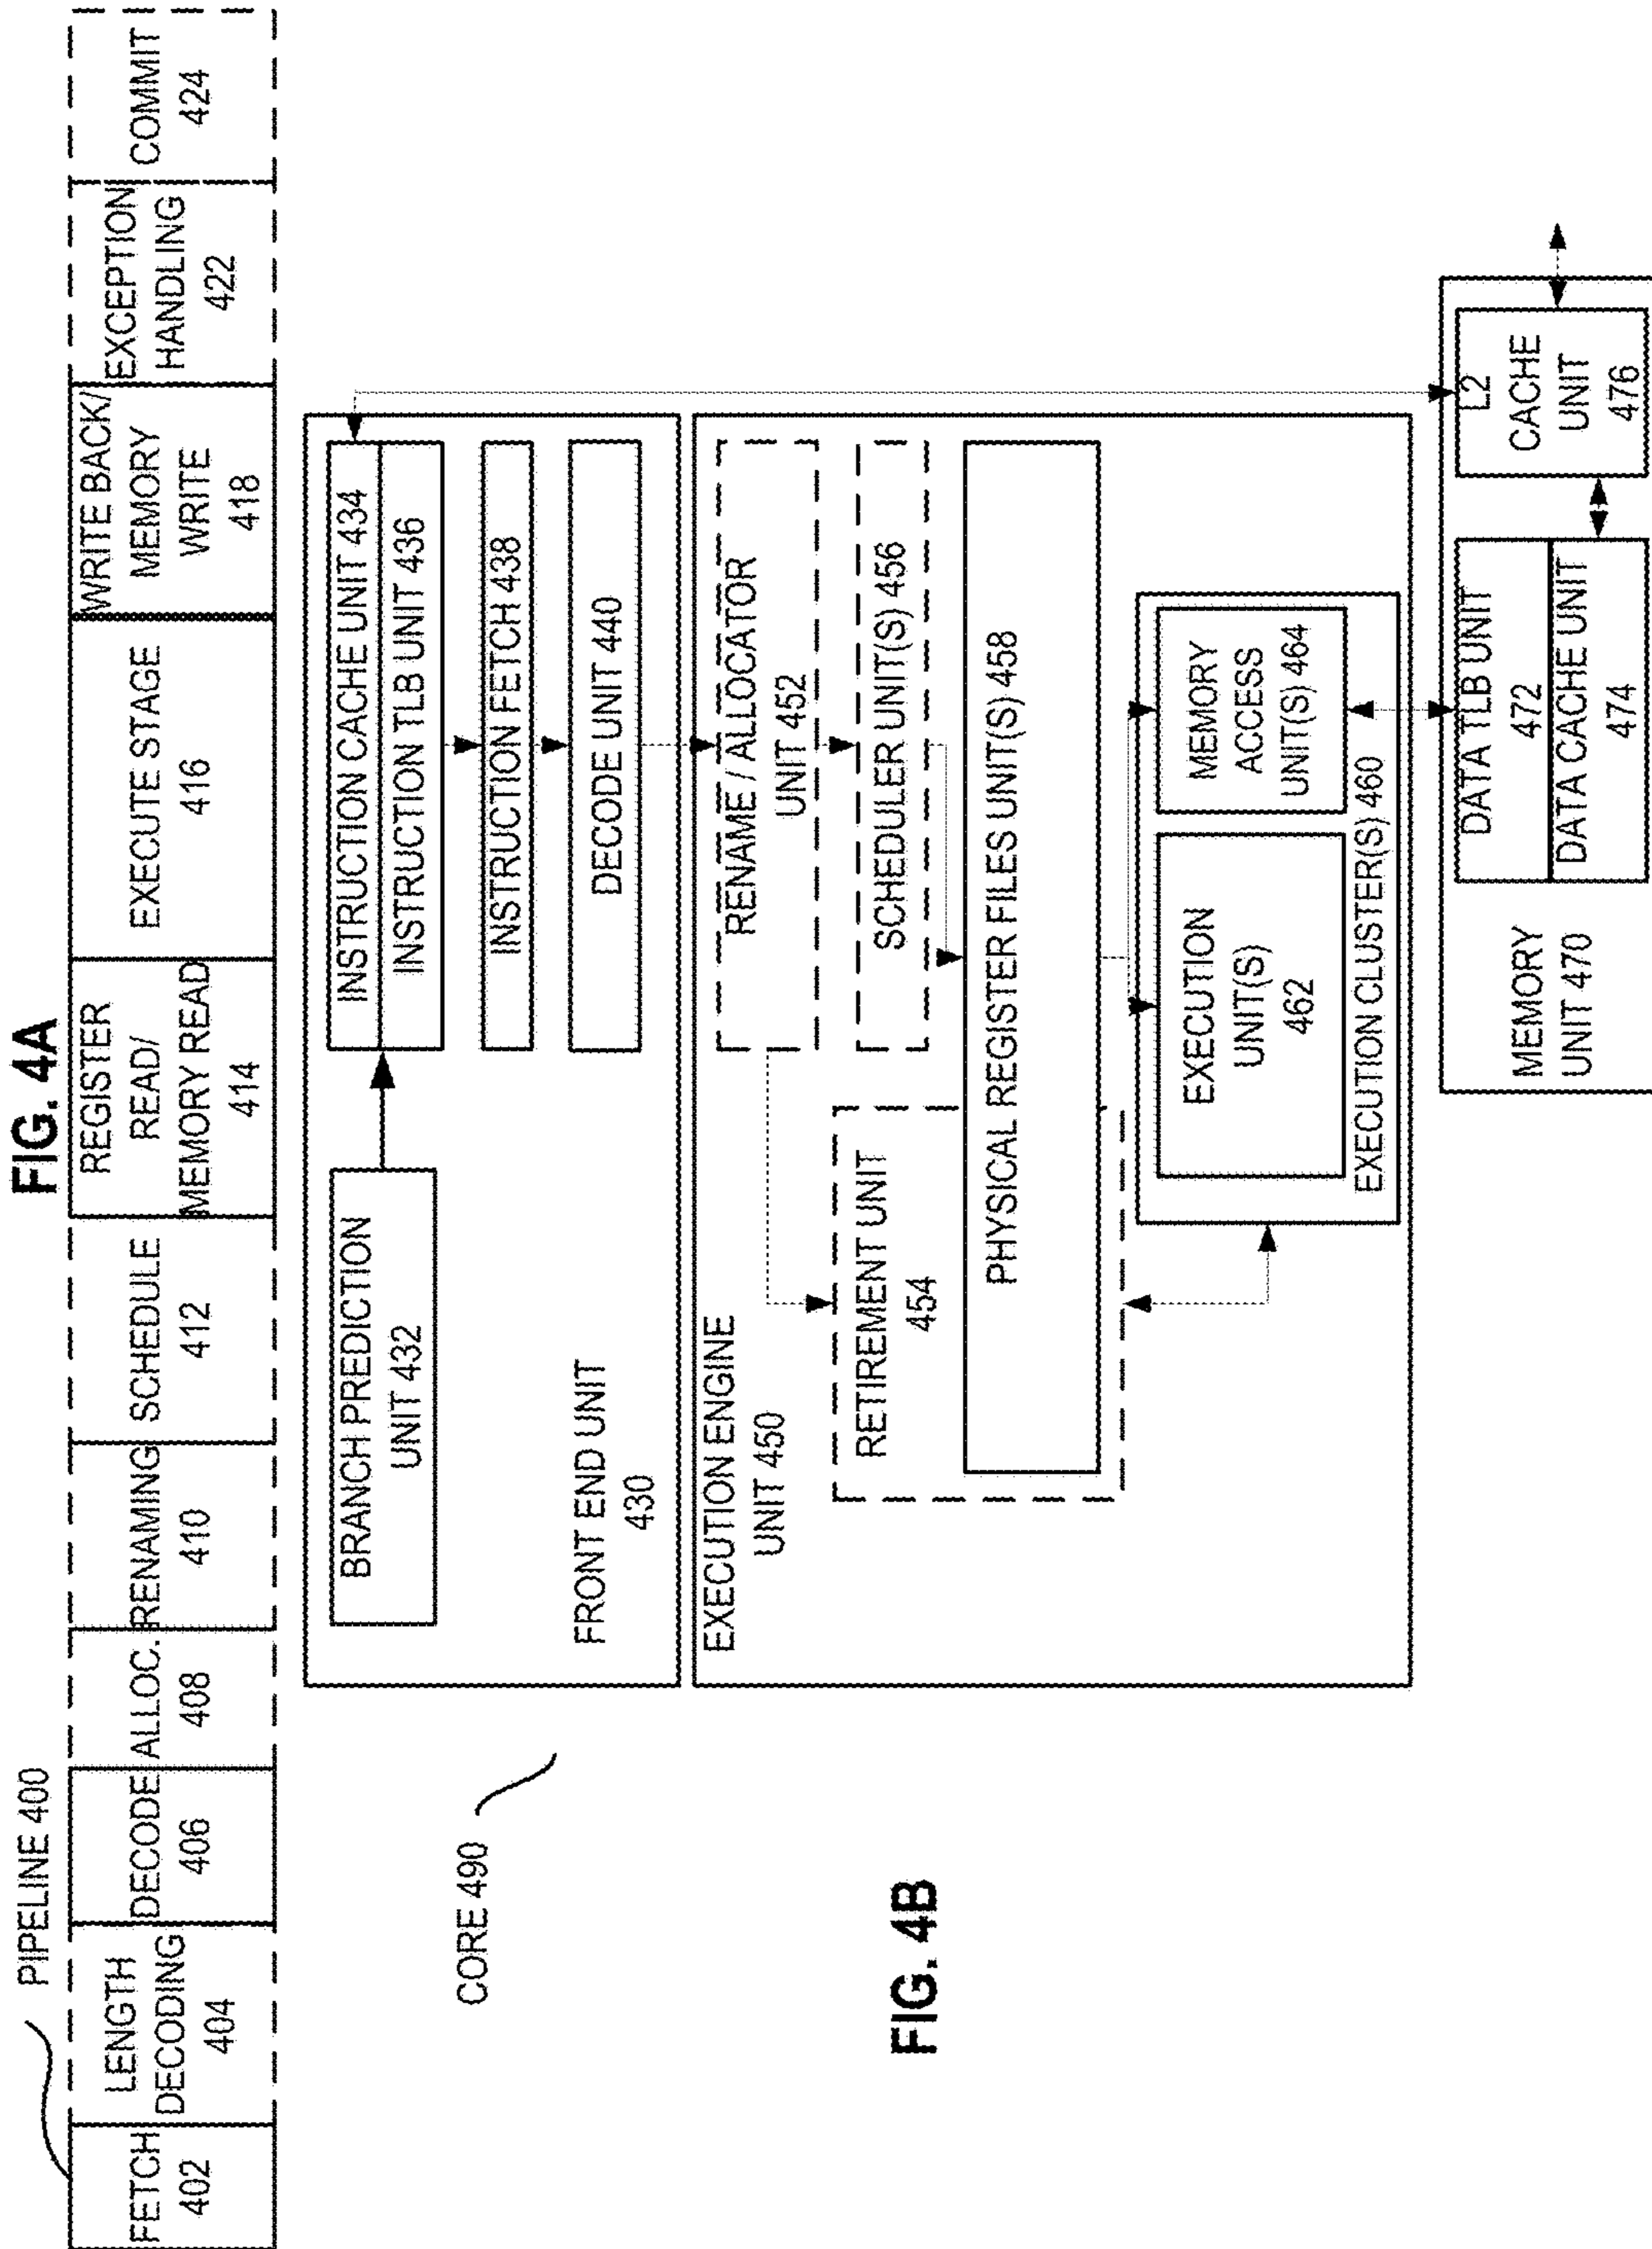 FIG. 4A
PIPELINE 400
FETCH
402
LENGTH
DECODING
404
DECODE
406
ALLOC.
408
RENAMING
410
SCHEDULE
412
REGISTER
READ/
MEMORY READ
414
EXECUTE STAGE
416
WRITE BACK/
MEMORY
WRITE
418
EXCEPTION
HANDLING
422
COMMIT
424
CORE 490
FIG. 4B
BRANCH PREDICTION
UNIT 432
INSTRUCTION CACHE UNIT 434
INSTRUCTION TLB UNIT 436
INSTRUCTION FETCH 438
DECODE UNIT 440
FRONT END UNIT
430
EXECUTION ENGINE
UNIT 450
RENAME / ALLOCATOR
UNIT 452
RETIREMENT UNIT
454
SCHEDULER UNIT(S) 456
PHYSICAL REGISTER FILES UNIT(S) 458
EXECUTION
UNIT(S)
462
MEMORY
ACCESS
UNIT(S) 464
EXECUTION CLUSTER(S) 460
MEMORY
UNIT 470
DATA TLB UNIT
472
DATA CACHE UNIT
474
L2
CACHE
UNIT
476